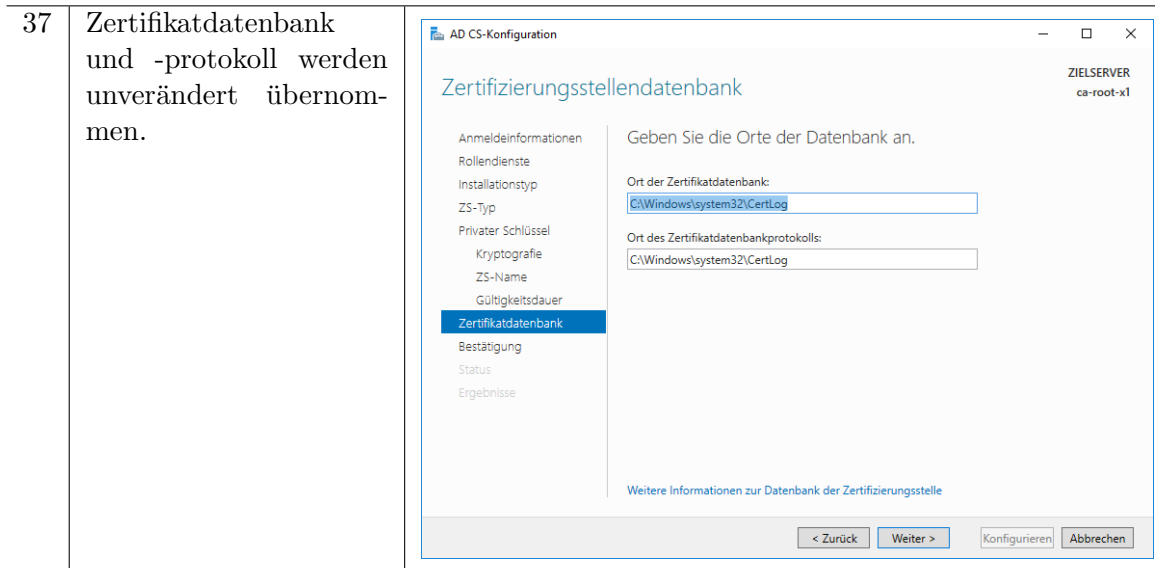 37
Zertifikatdatenbank
und -protokoll werden
unverändert übernom-
men.
AD CS-Konfiguration
Zertifizierungsstellendatenbank
ZIELSERVER
ca-root-x1
Anmeldeinformationen
Rollendienste
Installationstyp
ZS-Typ
Privater Schlüssel
Kryptografie
ZS-Name
Gültigkeitsdauer
Zertifikatdatenbank
Bestätigung
Status
Ergebnisse
Geben Sie die Orte der Datenbank an.
Ort der Zertifikatdatenbank:
C:\Windows\system32\CertLog
Ort des Zertifikatdatenbankprotokolls:
C:\Windows\system32\CertLog
Weitere Informationen zur Datenbank der Zertifizierungsstelle
< Zurück
Weiter >
Konfigurieren
Abbrechen